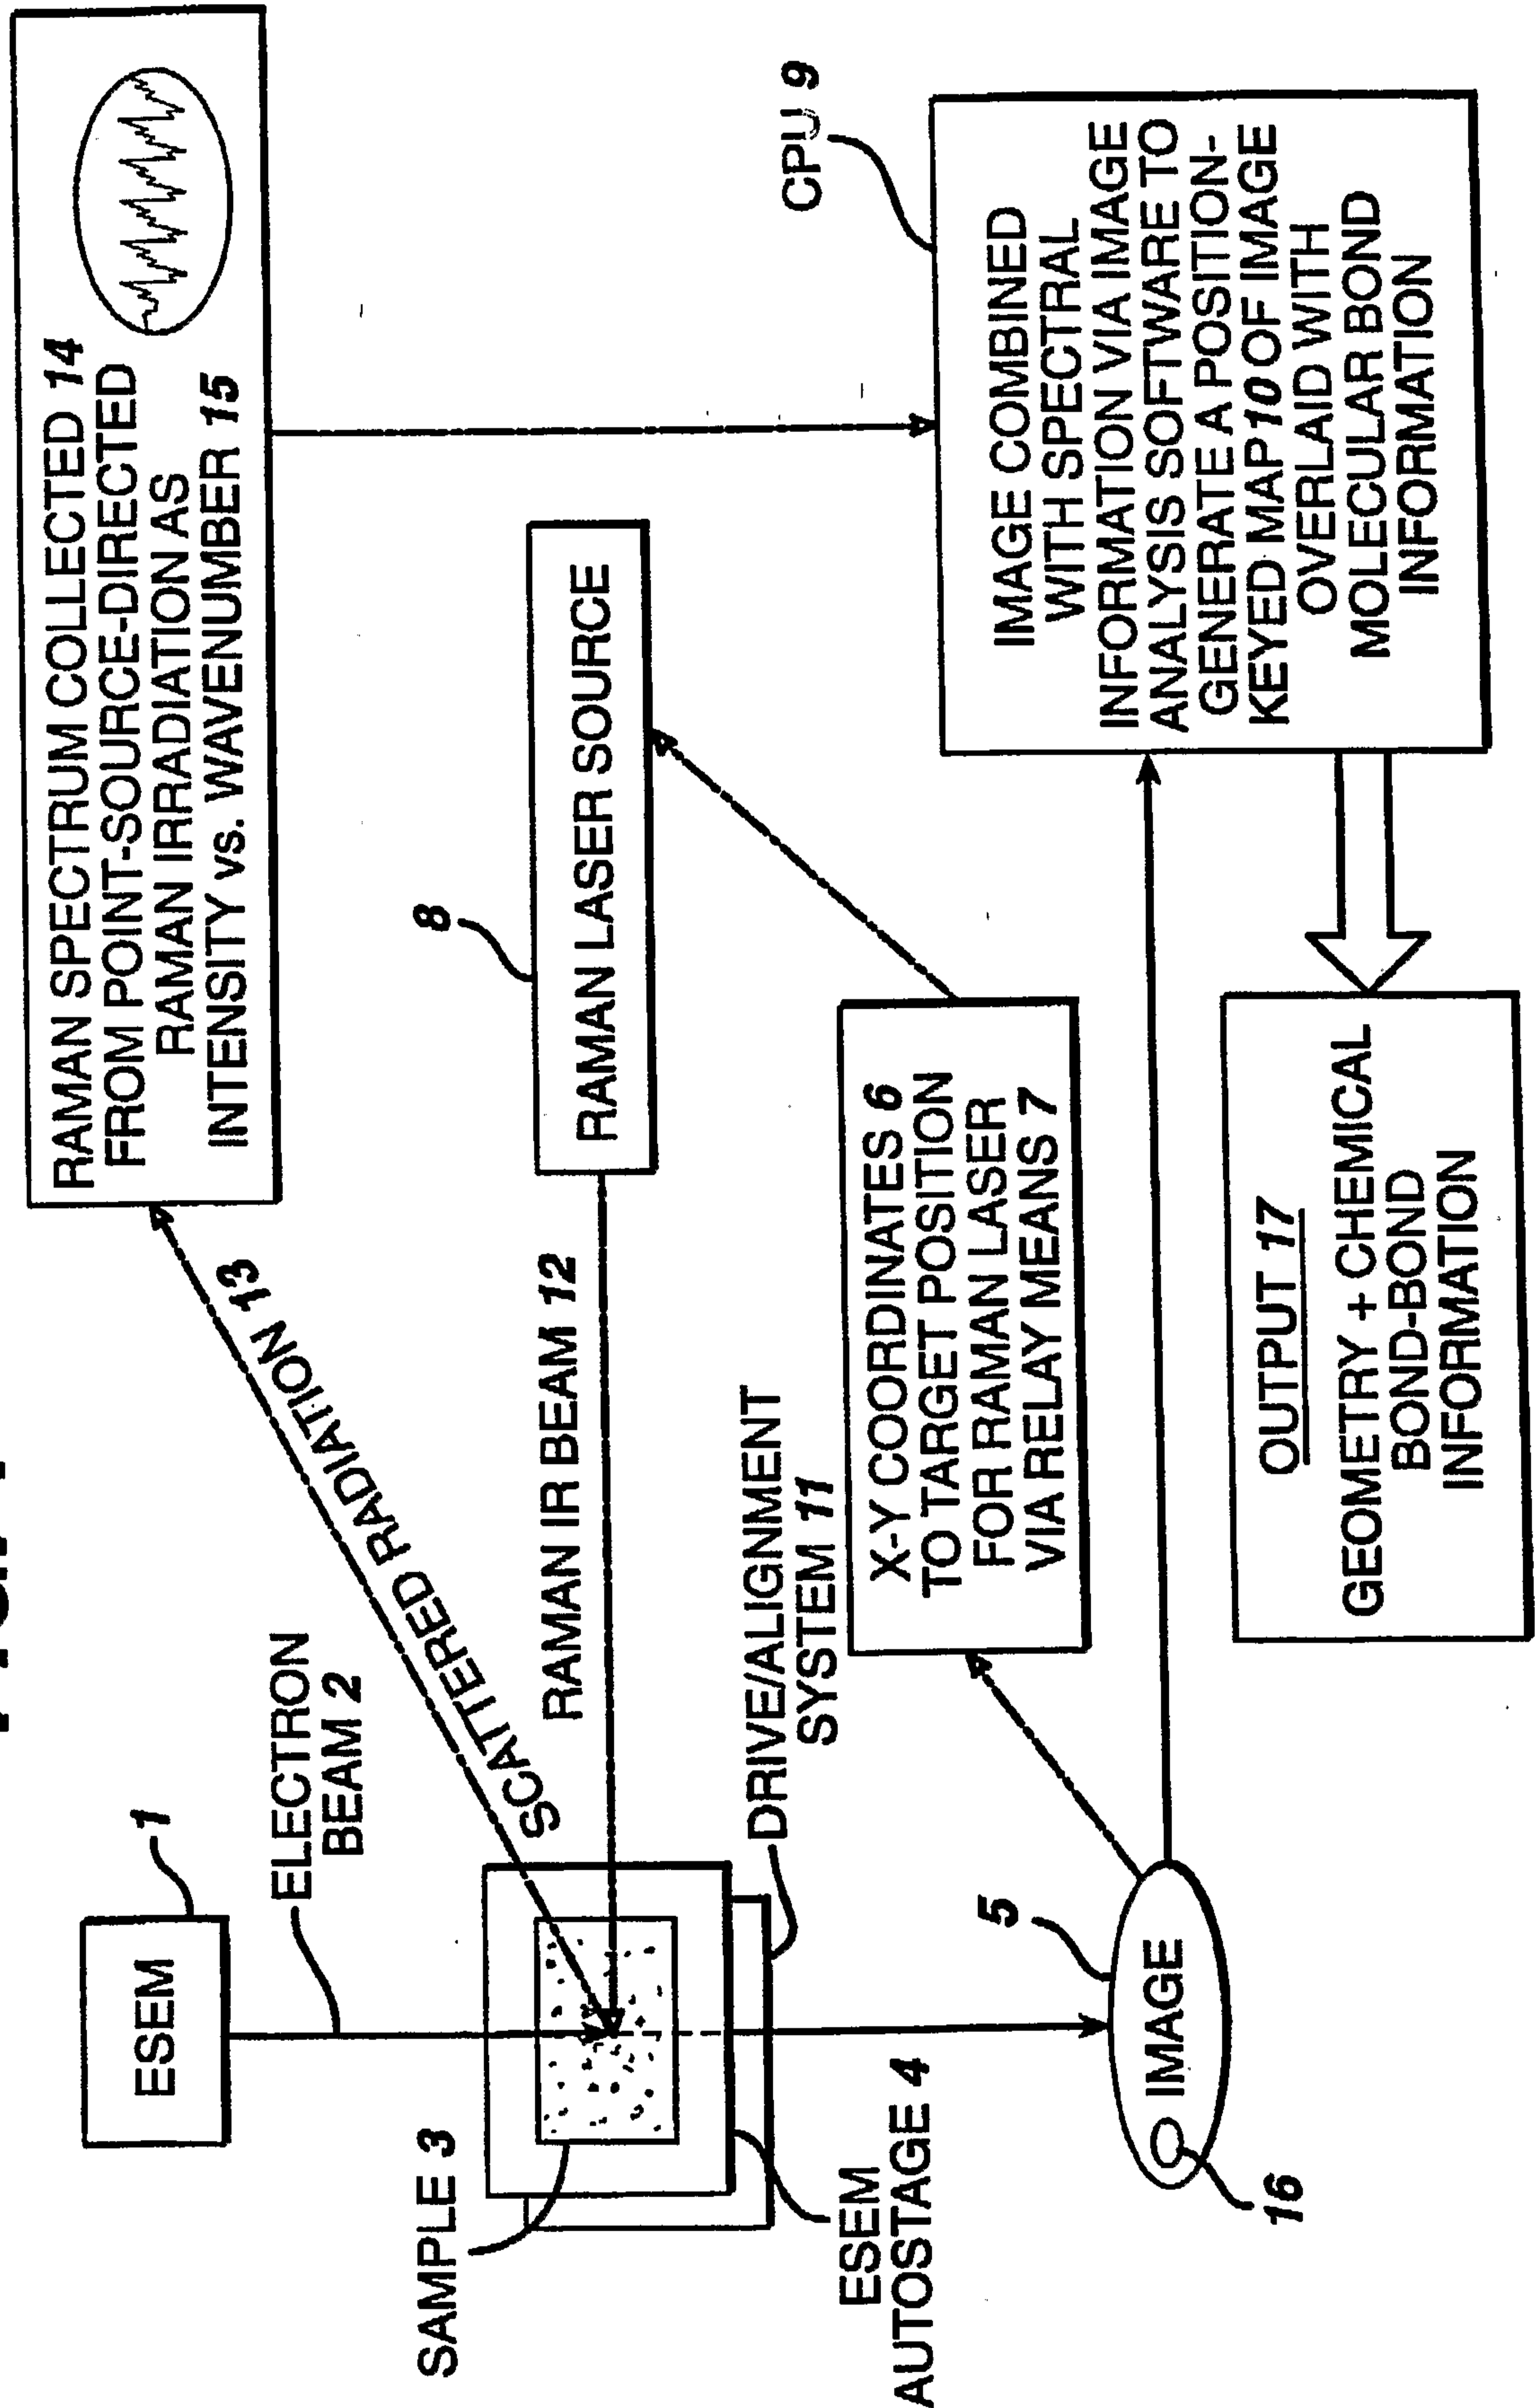 ESEM
1
ELECTRON
BEAM 2
SAMPLE 3
ESEM
AUTOSTAGE 4
DRIVE/ALIGNMENT
SYSTEM 11
SCATTERED RADIATION 13
RAMAN IR BEAM 12
RAMAN SPECTRUM COLLECTED 14
FROM POINT-SOURCE-DIRECTED
RAMAN IRRADIATION AS
INTENSITY vs. WAVENUMBER 15
8
RAMAN LASER SOURCE
X-Y COORDINATES 6
TO TARGET POSITION
FOR RAMAN LASER
VIA RELAY MEANS 7
5
IMAGE
16
CPU 9
IMAGE COMBINED
WITH SPECTRAL
INFORMATION VIA IMAGE
ANALYSIS SOFTWARE TO
GENERATE A POSITION-
KEYED MAP 10 OF IMAGE
OVERLAID WITH
MOLECULAR BOND
INFORMATION
OUTPUT 17
GEOMETRY + CHEMICAL
BOND-BOND
INFORMATION